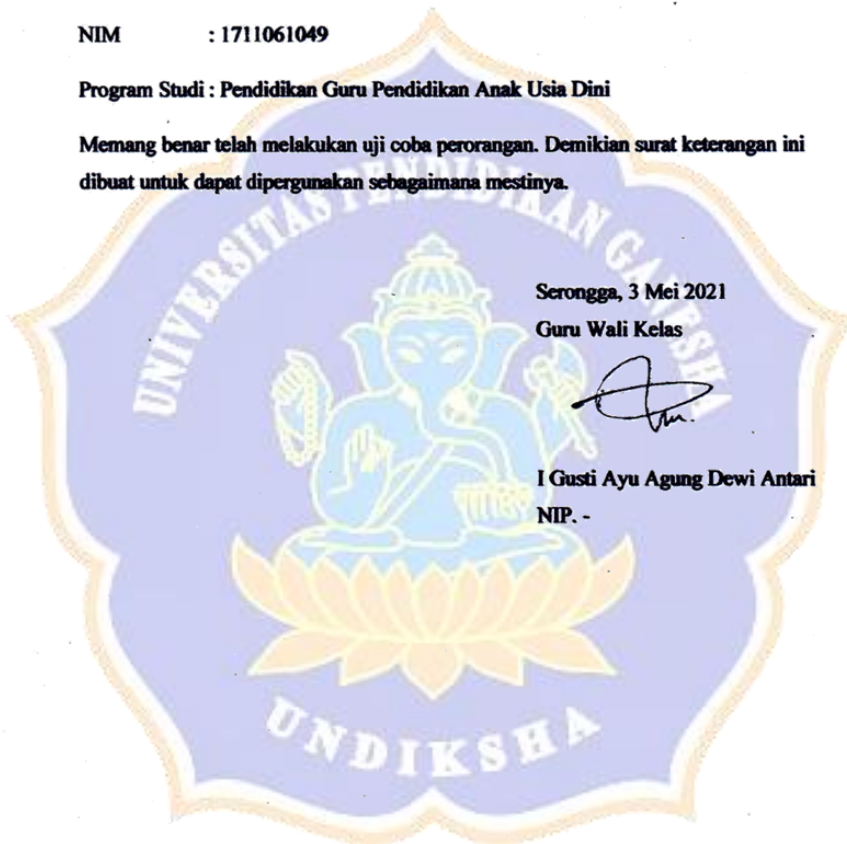 NIM : 1711061049
Program Studi : Pendidikan Guru Pendidikan Anak Usia Dini
Memang benar telah melakukan uji coba perorangan. Demikian surat keterangan ini
dibuat untuk dapat dipergunakan sebagaimana mestinya.
UNIVERSITAS PENDIDIKAN GANESHA
Serongga, 3 Mei 2021
Guru Wali Kelas
I Gusti Ayu Agung Dewi Antari
NIP. -
UNDIKSHA